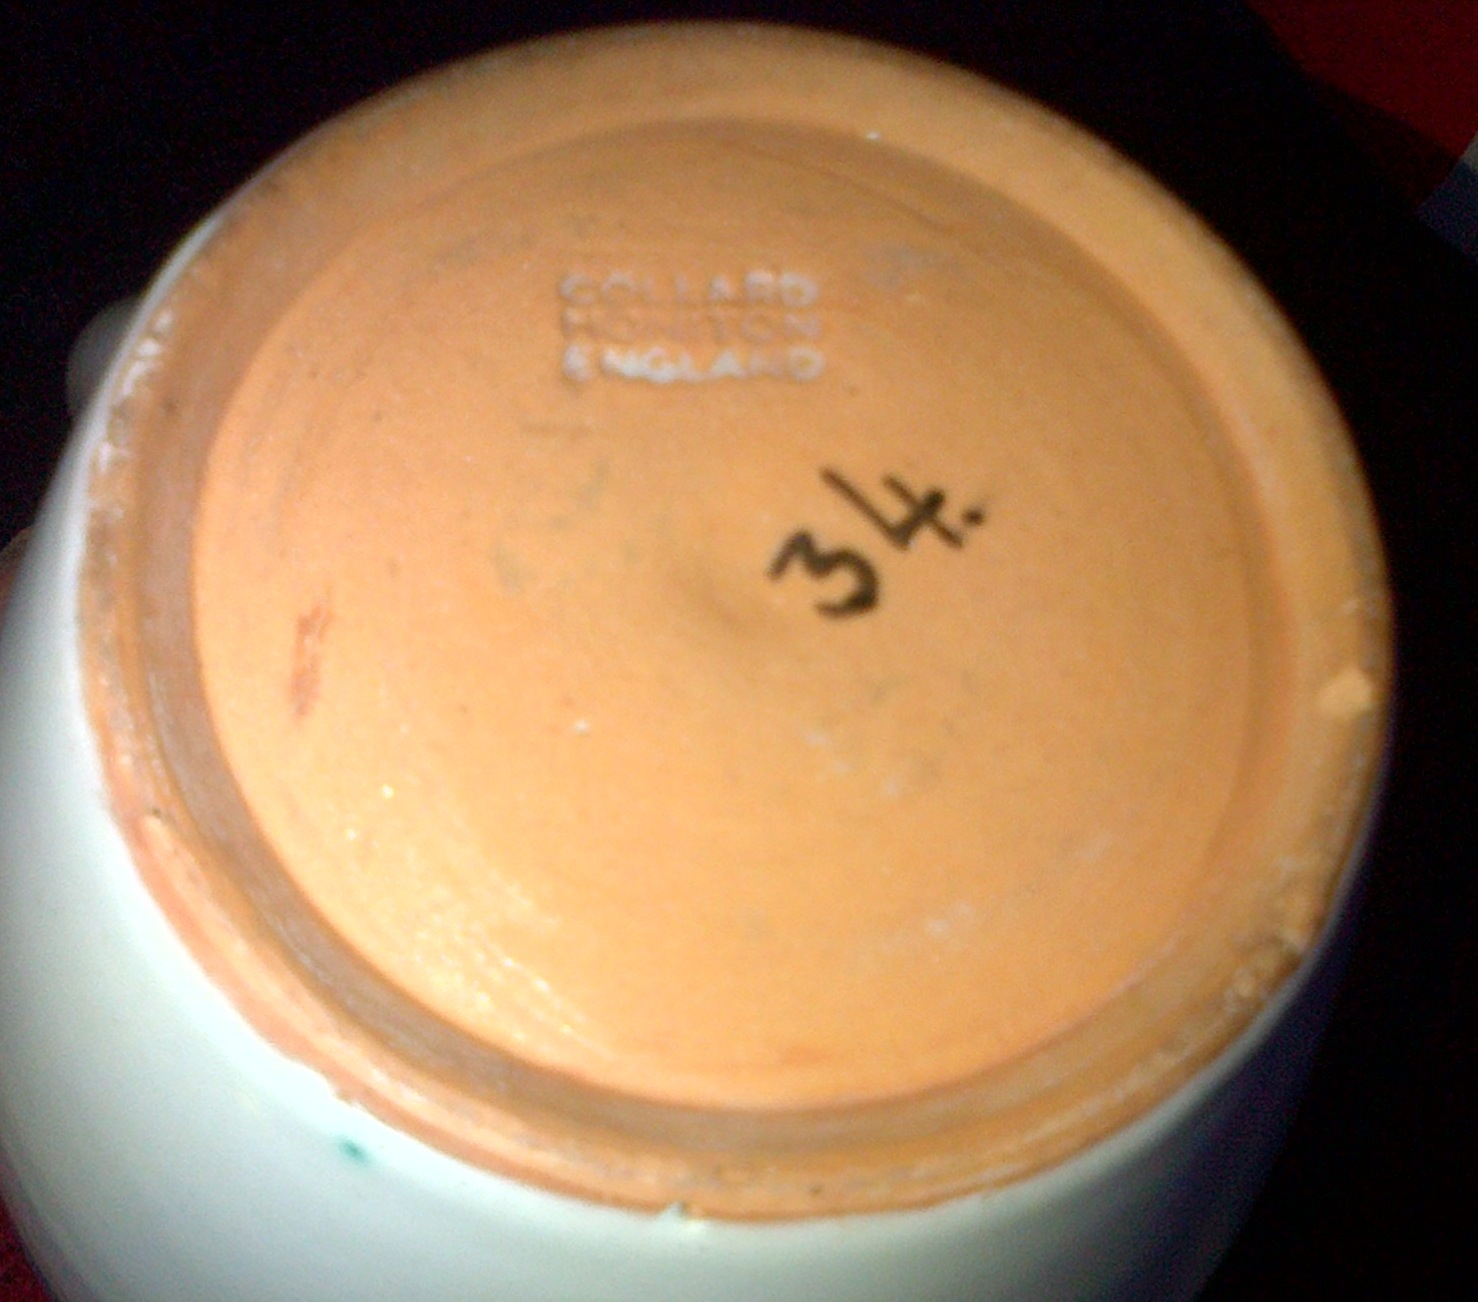 COLLARD
HONITON
ENGLAND
34.